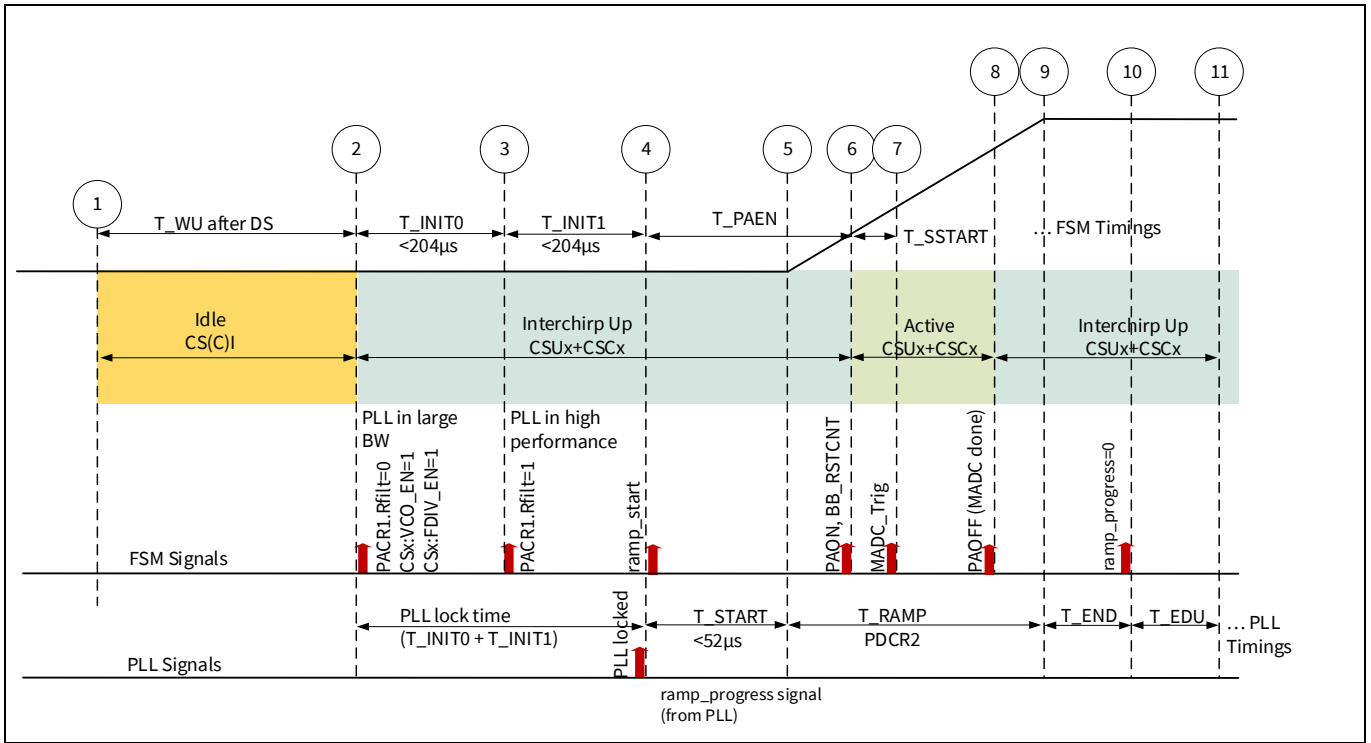 8
9
10
11
2
3
4
5
6
7
1
T_WU after DS
T_INIT0
<204µs
T_INIT1
<204µs
T_PAEN
T_SSTART
... FSM Timings
Idle
CS(C)I
Interchirp Up
CSUx+CSCx
Active
CSUx+CSCx
Interchirp Up
CSUx+CSCx
PLL in large
BW
PLL in high
performance
PACR1.Rfilt=0
CSx:VCO_EN=1
CSx:FDIV_EN=1
PACR1.Rfilt=1
ramp_start
PAON, BB_RSTCNT
MADC_Trig
PAOFF (MADC done)
ramp_progress=0
FSM Signals
PLL lock time
(T_INIT0 + T_INIT1)
PLL locked
T_START
<52µs
T_RAMP
PDCR2
T_END
T_EDU
... PLL
Timings
PLL Signals
ramp_progress signal
(from PLL)